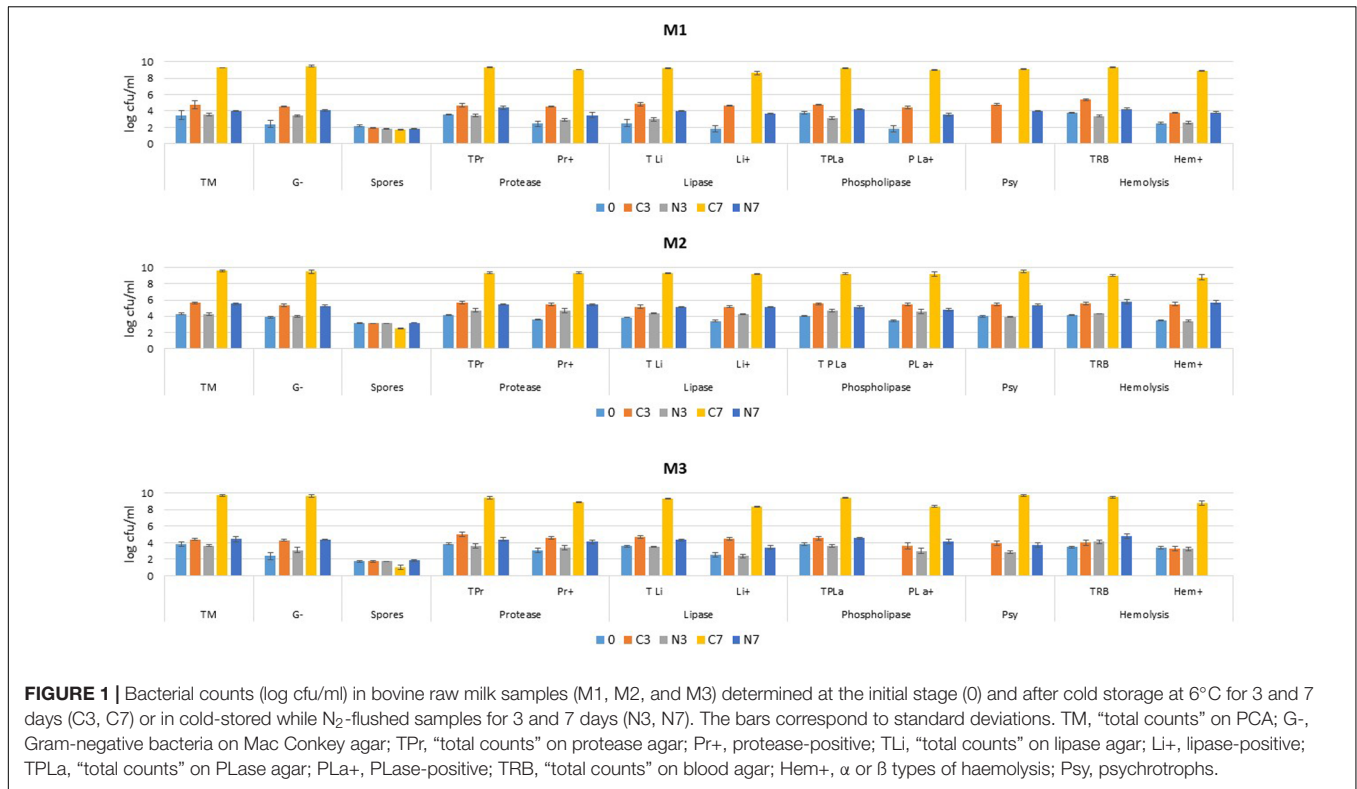 M1
log cfu/ml
10
8
6
4
2
0
TPr Pr+ T Li Li+ TPLa P La+ TRB Hem+
TM G- Spores Protease Lipase Phospholipase Psy Hemolysis
0 C3 N3 C7 N7
M2
log cfu/ml
10
8
6
4
2
0
TPr Pr+ T Li Li+ T P La PL a+ TRB Hem+
TM G- Spores Protease Lipase Phospholipase Psy Hemolysis
0 C3 N3 C7 N7
M3
log cfu/ml
10
8
6
4
2
0
TPr Pr+ T Li Li+ TPLa PL a+ TRB Hem+
TM G- Spores Protease Lipase Phospholipase Psy Hemolysis
0 C3 N3 C7 N7
FIGURE 1 | Bacterial counts (log cfu/ml) in bovine raw milk samples (M1, M2, and M3) determined at the initial stage (0) and after cold storage at 6°C for 3 and 7
days (C3, C7) or in cold-stored while N₂-flushed samples for 3 and 7 days (N3, N7). The bars correspond to standard deviations. TM, “total counts” on PCA; G-,
Gram-negative bacteria on Mac Conkey agar; TPr, “total counts” on protease agar; Pr+, protease-positive; TLi, “total counts” on lipase agar; Li+, lipase-positive;
TPLa, “total counts” on PLase agar; PLa+, PLase-positive; TRB, “total counts” on blood agar; Hem+, α or ß types of haemolysis; Psy, psychrotrophs.